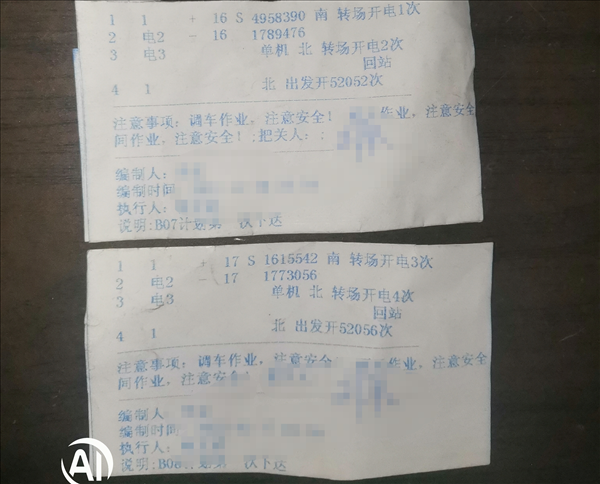 1 1 + 16 S 4958390 南 转场开电1次
2 电2 - 16 1789476
3 电3 单机 北 转场开电2次
回站
4 1 北 出发开52052次
注意事项: 调车作业, 注意安全! 作业, 注意安全
间作业, 注意安全! ;把关人: ;
编制人:
编制时间
执行人:
说明:B07计划第 次下达
1 1 + 17 S 1615542 南 转场开电3次
2 电2 - 17 1773056
3 电3 单机 北 转场开电4次
回站
4 1 北 出发开52056次
注意事项: 调车作业, 注意安全 作业, 注意安全
间作业, 注意安
编制人
编制时间
执行人:
说明:B08 第 次下达
AI